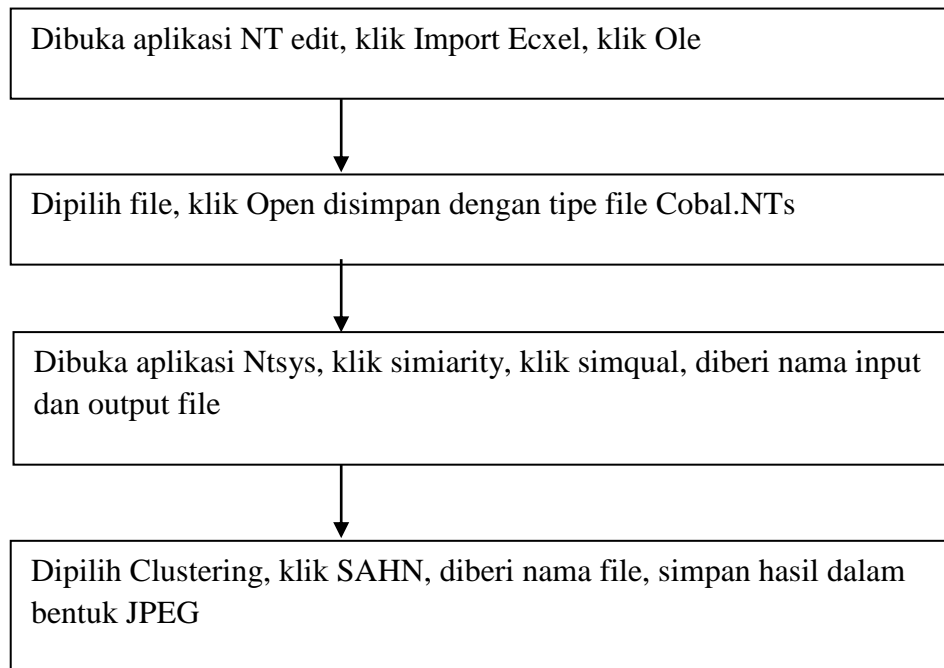 Dibuka aplikasi NT edit, klik Import Ecxel, klik Ole
Dipilih file, klik Open disimpan dengan tipe file Cobal.NTs
Dibuka aplikasi Ntsys, klik simiarity, klik simqual, diberi nama input
dan output file
Dipilih Clustering, klik SAHN, diberi nama file, simpan hasil dalam
bentuk JPEG